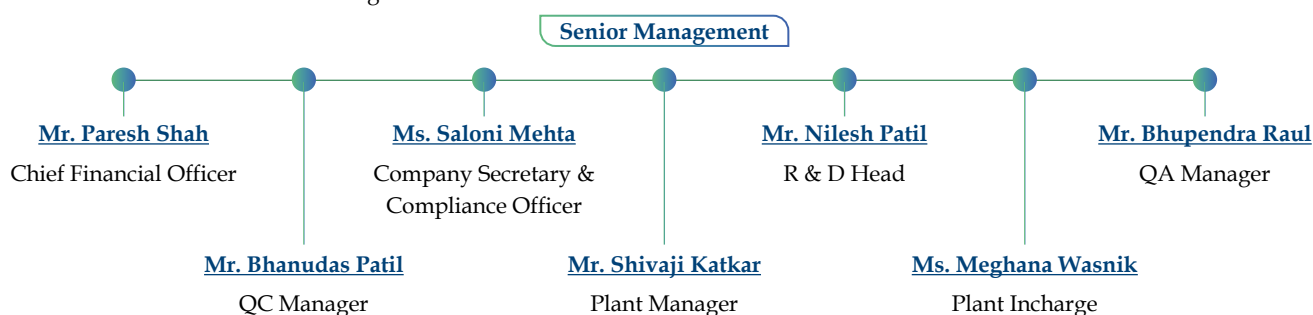 Senior Management
Mr. Paresh Shah
Chief Financial Officer
Ms. Saloni Mehta
Company Secretary &
Compliance Officer
Mr. Nilesh Patil
R & D Head
Mr. Bhupendra Raul
QA Manager
Mr. Bhanudas Patil
QC Manager
Mr. Shivaji Katkar
Plant Manager
Ms. Meghana Wasnik
Plant Incharge